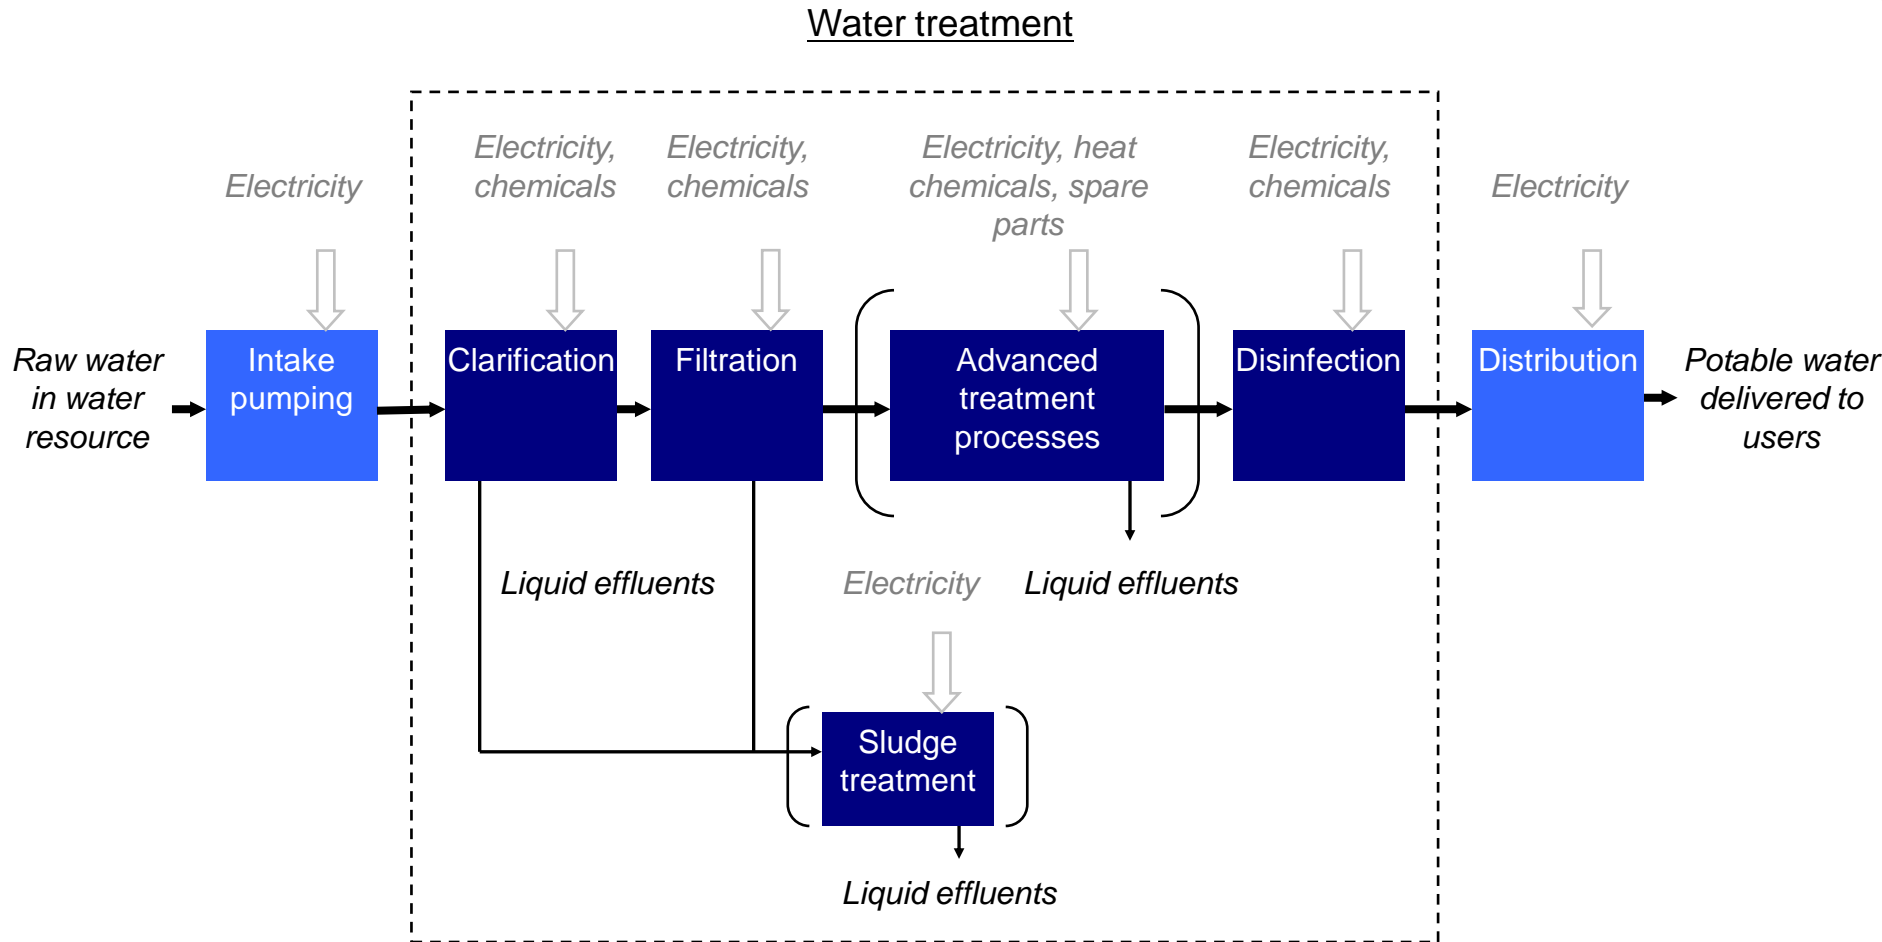 Water treatment
Electricity
Electricity,
chemicals
Electricity,
chemicals
Electricity, heat
chemicals, spare
parts
Electricity,
chemicals
Electricity
Raw water
in water
resource
Intake
pumping
Clarification
Filtration
Advanced
treatment
processes
Disinfection
Distribution
Potable water
delivered to
users
Liquid effluents
Electricity
Liquid effluents
Sludge
treatment
Liquid effluents